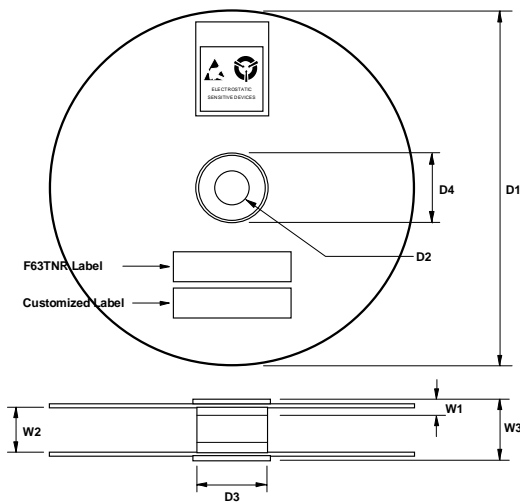 ELECTROSTATIC
SENSITIVE DEVICES
D4
D1
D2
F63TNR Label
Customized Label
W1
W2
W3
D3